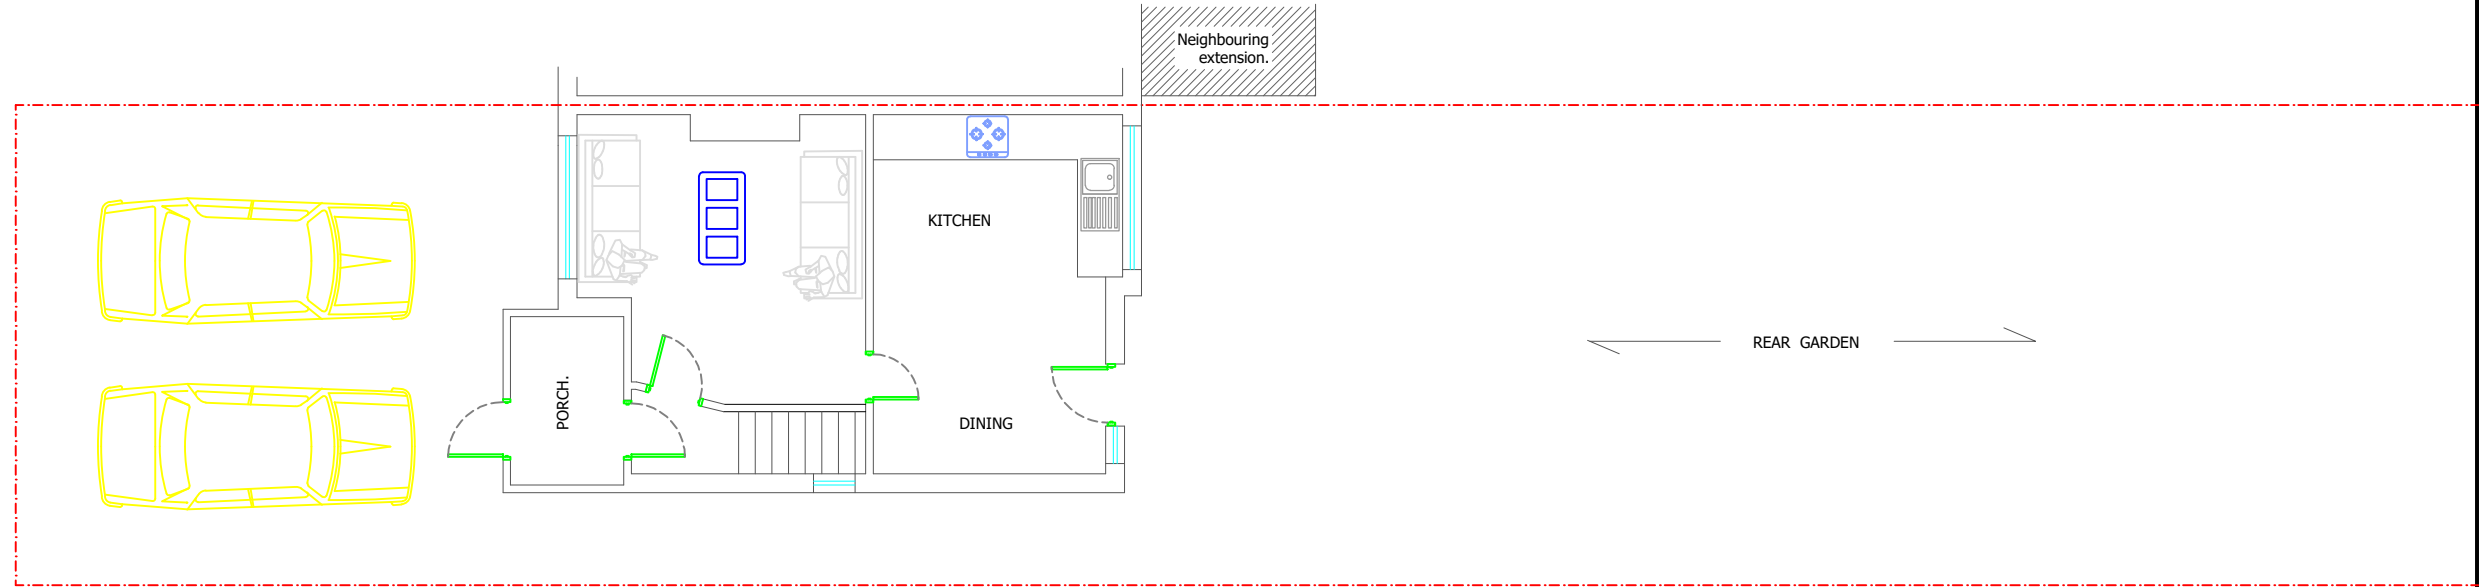 Neighbouring
extension.
KITCHEN
REAR GARDEN
PORCH.
DINING